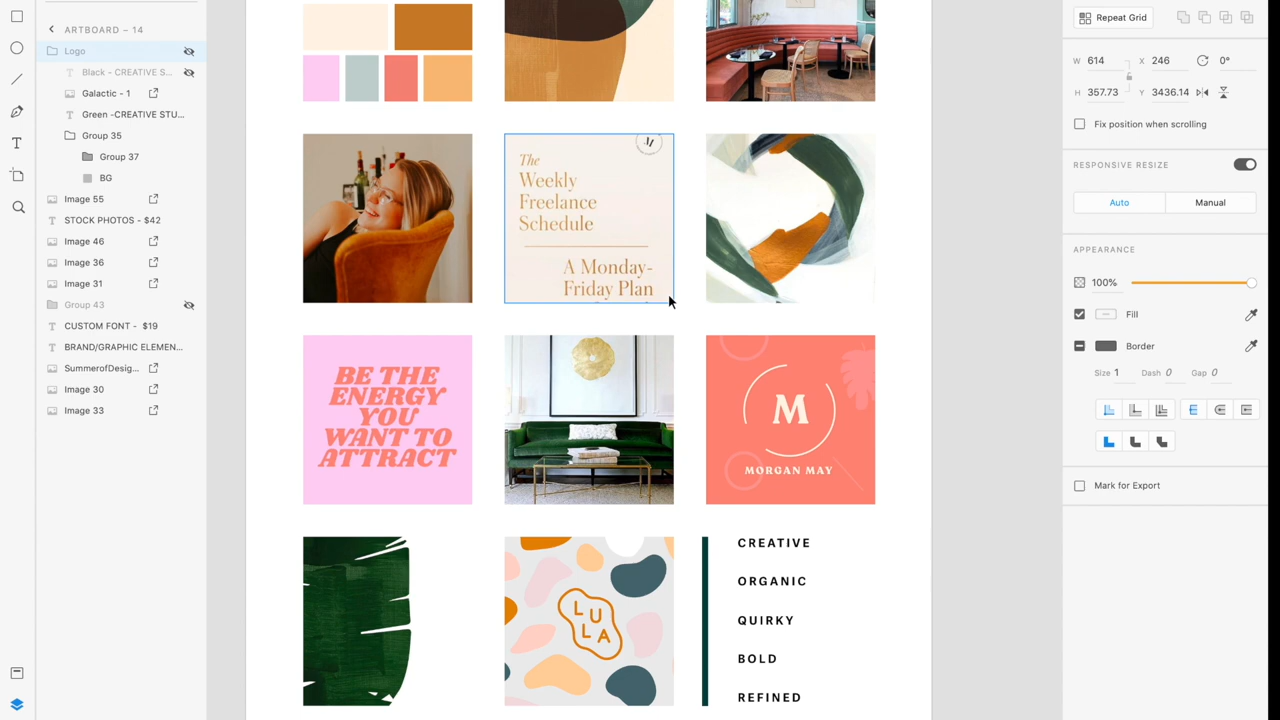 ARTBOARD – 14
Logo
Black - CREATIVE S...
Galactic - 1
Green -CREATIVE STU...
Group 35
Group 37
BG
Image 55
STOCK PHOTOS - $42
Image 46
Image 36
Image 31
Group 43
CUSTOM FONT - $19
BRAND/GRAPHIC ELEMEN...
SummerofDesig...
Image 30
Image 33
M
The
Weekly
Freelance
Schedule
A Monday-
Friday Plan
BE THE
ENERGY
YOU
WANT TO
ATTRACT
M
MORGAN MAY
LU
LA
CREATIVE
ORGANIC
QUIRKY
BOLD
REFINED
Repeat Grid
W 614 X 246 0°
H 357.73 Y 3436.14
Fix position when scrolling
RESPONSIVE RESIZE
Auto Manual
APPEARANCE
100%
Fill
Border
Size 1 Dash 0 Gap 0
Mark for Export